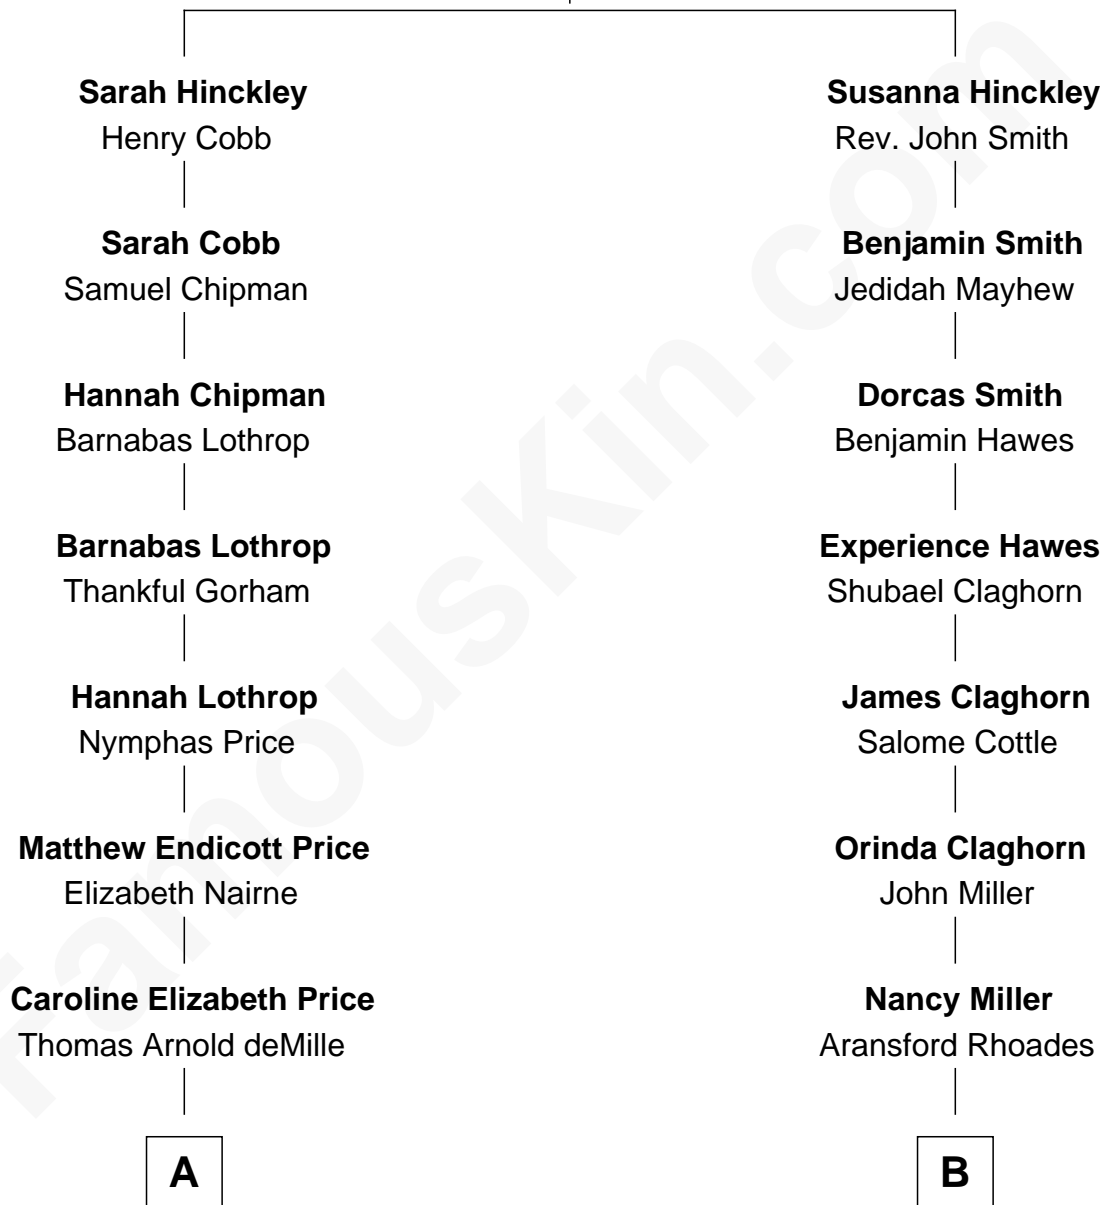 Sarah Hinckley
Henry Cobb
Sarah Cobb
Samuel Chipman
Hannah Chipman
Barnabas Lothrop
Barnabas Lothrop
Thankful Gorham
Hannah Lothrop
Nymphas Price
Matthew Endicott Price
Elizabeth Nairne
Caroline Elizabeth Price
Thomas Arnold deMille
A
Susanna Hinckley
Rev. John Smith
Benjamin Smith
Jedidah Mayhew
Dorcas Smith
Benjamin Hawes
Experience Hawes
Shubael Claghorn
James Claghorn
Salome Cottle
Orinda Claghorn
John Miller
Nancy Miller
Aransford Rhoades
B
FamousKin.com